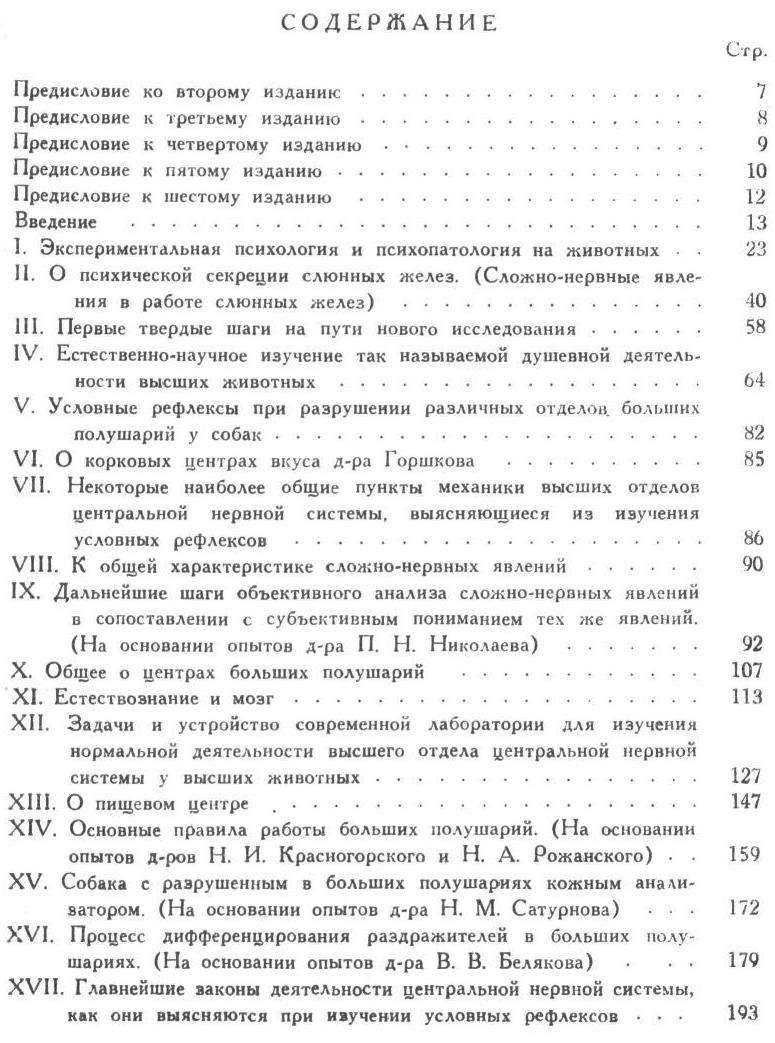 СОДЕРЖАНИЕ
Стр.
Предисловие ко второму изданию . . . . . . . . . . . . . . . . . 7
Предисловие к третьему изданию . . . . . . . . . . . . . . . . . 8
Предисловие к четвертому изданию . . . . . . . . . . . . . . . . 9
Предисловие к пятому изданию . . . . . . . . . . . . . . . . . . 10
Предисловие к шестому изданию . . . . . . . . . . . . . . . . . 12
Введение . . . . . . . . . . . . . . . . . . . . . . . . . . . . 13
I. Экспериментальная психология и психопатология на животных . . 23
II. О психической секреции слюнных желез. (Сложно-нервные явле-
ния в работе слюнных желез) . . . . . . . . . . . . . . . 40
III. Первые твердые шаги на пути нового исследования . . . . . . 58
IV. Естественно-научное изучение так называемой душевной деятель-
ности высших животных . . . . . . . . . . . . . . . . . . 64
V. Условные рефлексы при разрушении различных отделов больших
полушарий у собак . . . . . . . . . . . . . . . . . . . . . 82
VI. О корковых центрах вкуса д-ра Горшкова . . . . . . . . . . 85
VII. Некоторые наиболее общие пункты механики высших отделов
центральной нервной системы, выясняющиеся из изучения
условных рефлексов . . . . . . . . . . . . . . . . . . . . 86
VIII. К общей характеристике сложно-нервных явлений . . . . . . 90
IX. Дальнейшие шаги объективного анализа сложно-нервных явлений
в сопоставлении с субъективным пониманием тех же явлений.
(На основании опытов д-ра П. Н. Николаева) . . . . . . . 92
X. Общее о центрах больших полушарий . . . . . . . . . . . . 107
XI. Естествознание и мозг . . . . . . . . . . . . . . . . . . . . 113
XII. Задачи и устройство современной лаборатории для изучения
нормальной деятельности высшего отдела центральной нервной
системы у высших животных . . . . . . . . . . . . . . . . 127
XIII. О пищевом центре . . . . . . . . . . . . . . . . . . . . . 147
XIV. Основные правила работы больших полушарий. (На основании
опытов д-ров Н. И. Красногорского и Н. А. Рожанского) . . 159
XV. Собака с разрушенным в больших полушариях кожным анали-
затором. (На основании опытов д-ра Н. М. Сатурнова) . . . 172
XVI. Процесс дифференцирования раздражителей в больших полу-
шариях. (На основании опытов д-ра В. В. Белякова) . . . 179
XVII. Главнейшие законы деятельности центральной нервной системы,
как они выясняются при изучении условных рефлексов . . . 193